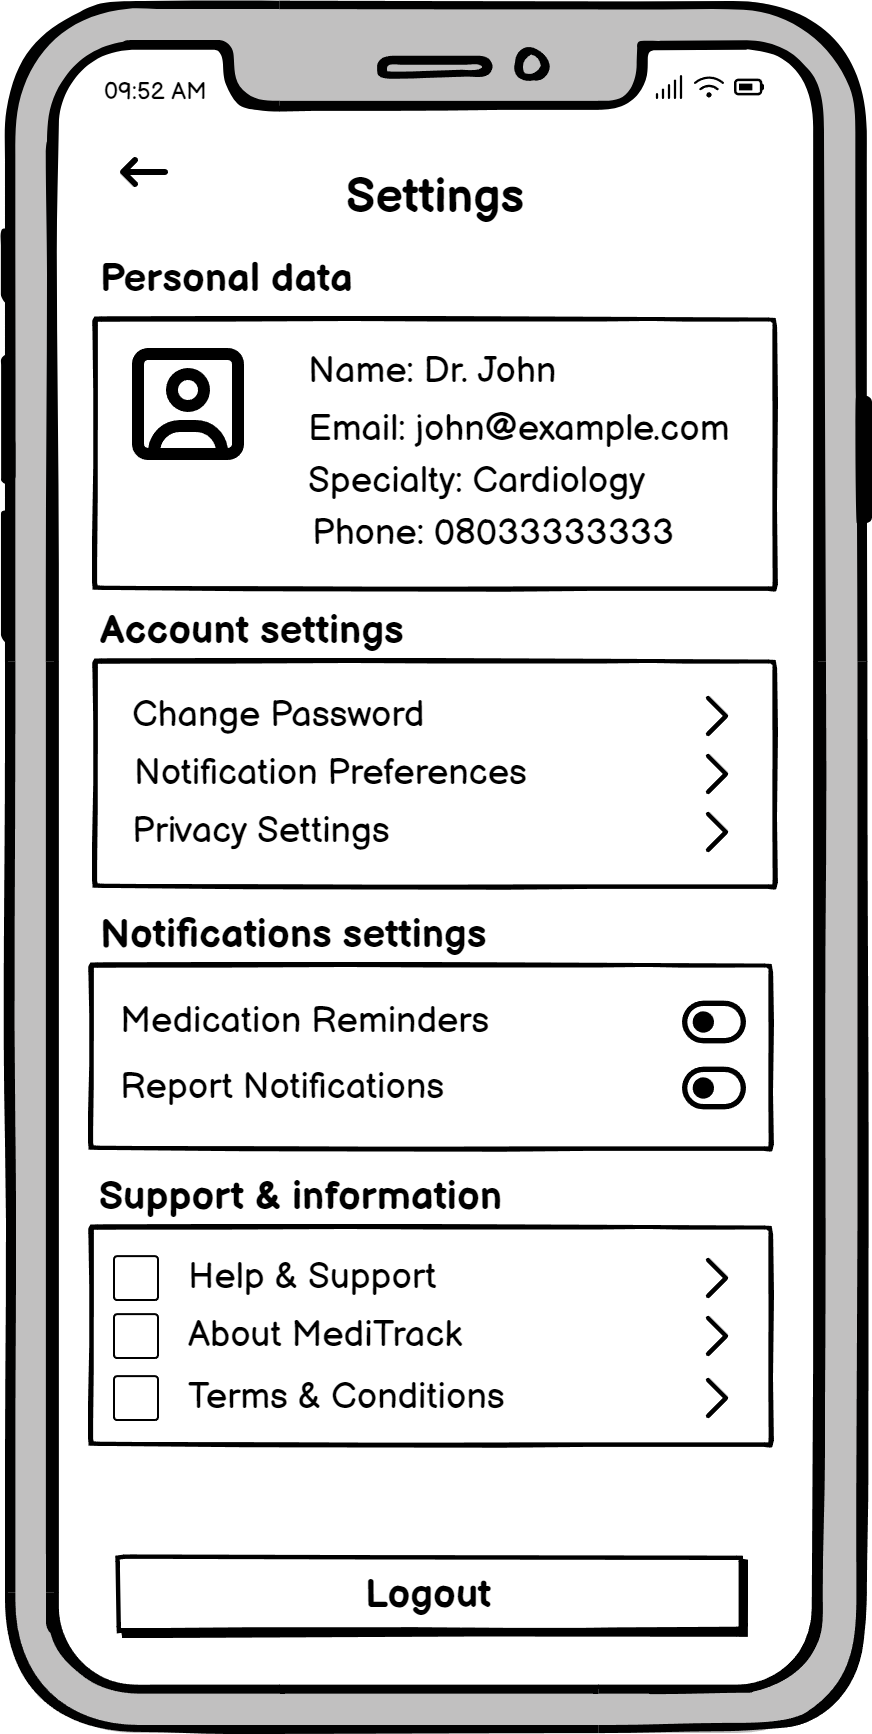 09:52 AM
Settings
Personal data
Name: Dr. John
Email: john@example.com
Specialty: Cardiology
Phone: 08033333333
Account settings
Change Password
Notification Preferences
Privacy Settings
Notifications settings
Medication Reminders
Report Notifications
Support & information
Help & Support
About MediTrack
Terms & Conditions
Logout